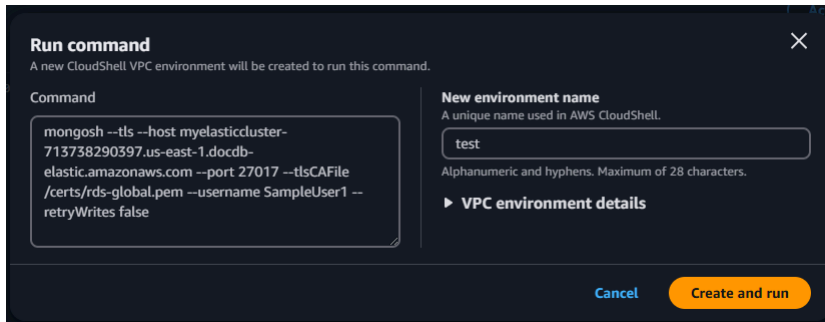 Run command
A new CloudShell VPC environment will be created to run this command.
Command
mongosh --tls --host myelasticcluster-
713738290397.us-east-1.docdb-
elastic.amazonaws.com --port 27017 --tlsCAFile
/certs/rds-global.pem --username SampleUser1 --
retryWrites false
New environment name
A unique name used in AWS CloudShell.
test
Alphanumeric and hyphens. Maximum of 28 characters.
VPC environment details
Cancel
Create and run